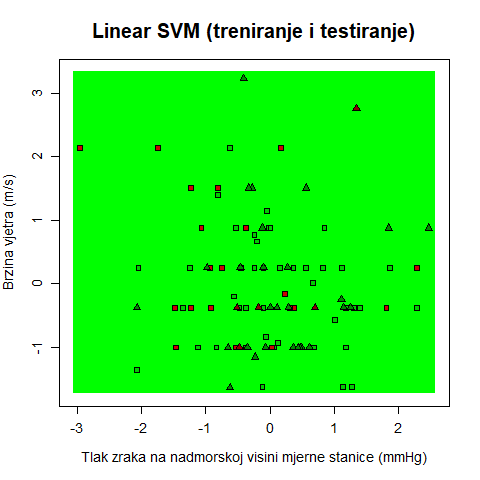 Linear SVM (treniranje i testiranje)
3
2
1
0
-1
Brzina vjetra (m/s)
-3 -2 -1 0 1 2
Tlak zraka na nadmorskoj visini mjerne stanice (mmHg)